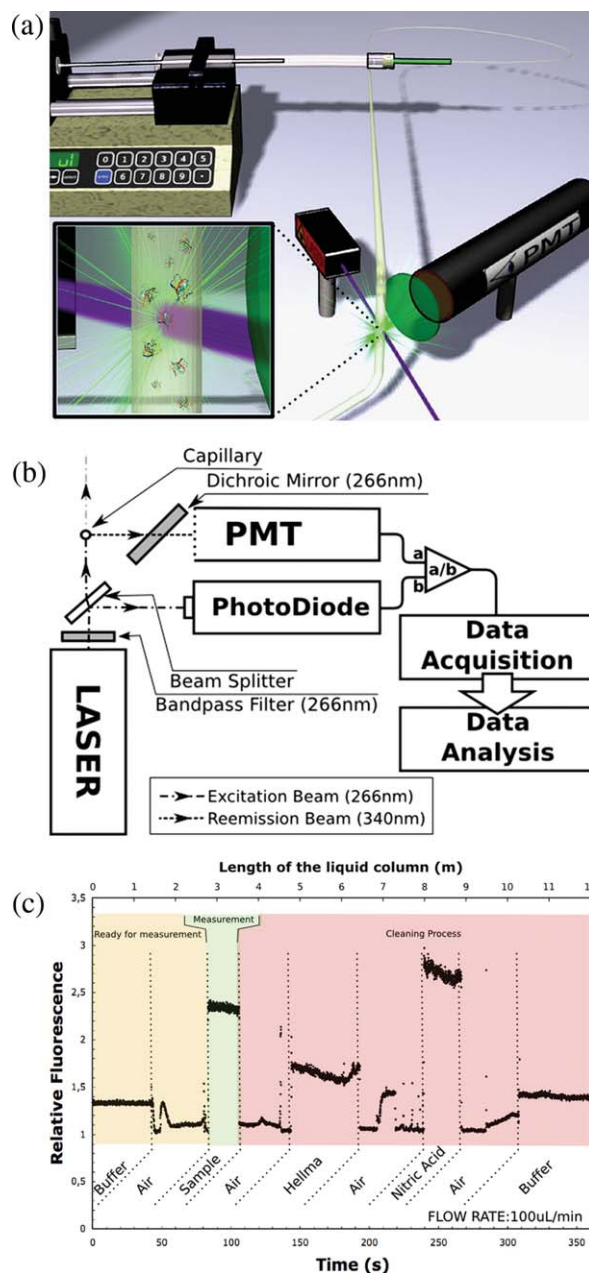 (a)
ul
0 1 2 3 4 5
6 7 8 9
PMT
(b)
Capillary
Dichroic Mirror (266nm)
PMT
a
a/b
b
PhotoDiode
Data
Acquisition
Beam Splitter
Bandpass Filter (266nm)
LASER
Data
Analysis
Excitation Beam (266nm)
Reemission Beam (340nm)
(c)
Length of the liquid column (m)
0 1 2 3 4 5 6 7 8 9 10 11
3,5
3
2,5
2
1,5
1
0,5
0
Relative Fluorescence
Ready for measurement
Measurement
Cleaning Process
Buffer
Air
Sample
Air
Hellma
Air
Nitric Acid
Air
Buffer
FLOW RATE:100uL/min
0 50 100 150 200 250 300 350
Time (s)